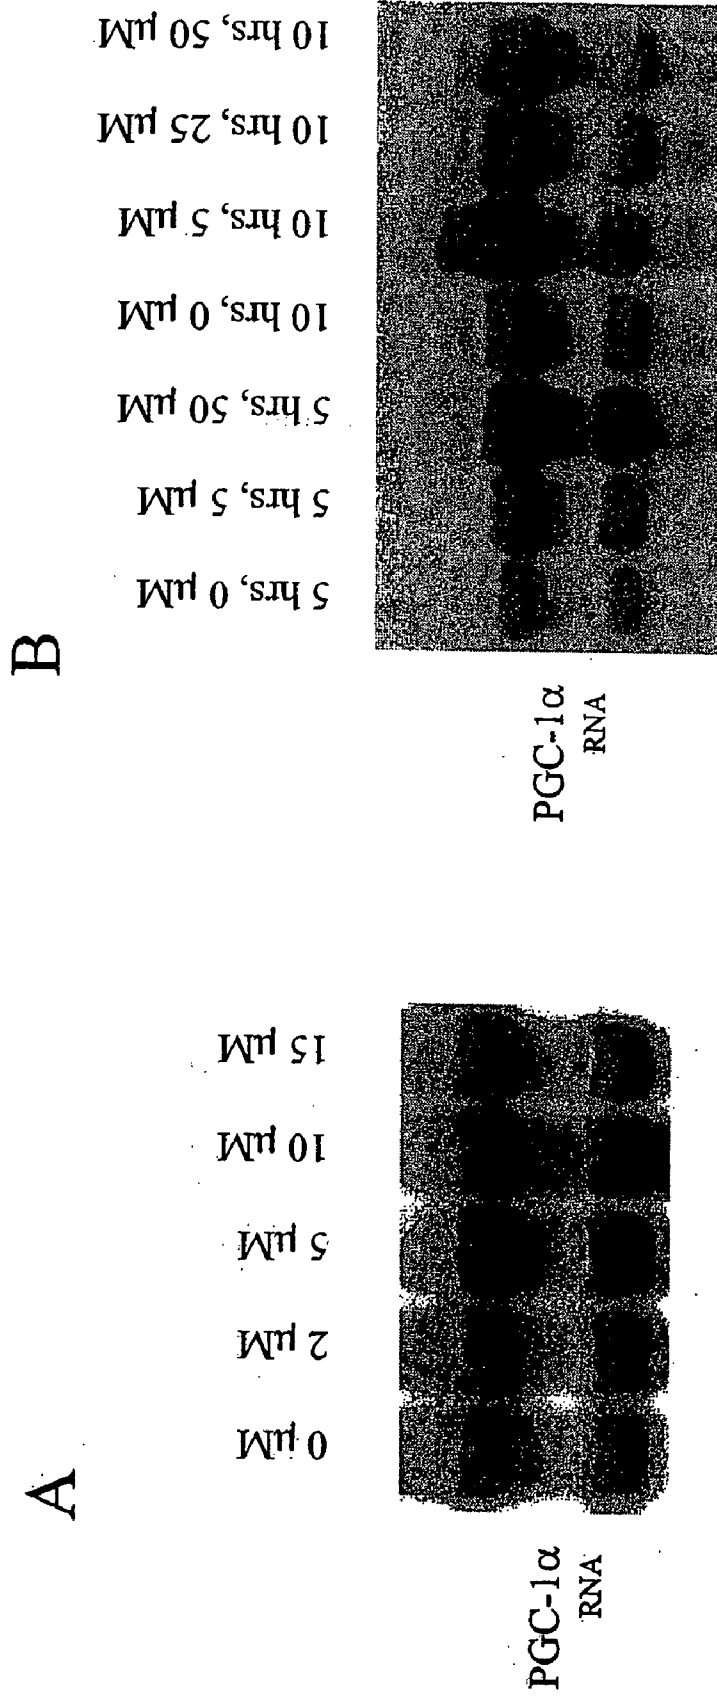 A
0 µM
2 µM
5 µM
10 µM
15 µM
PGC-1α
RNA
B
5 hrs, 0 µM
5 hrs, 5 µM
5 hrs, 50 µM
10 hrs, 0 µM
10 hrs, 5 µM
10 hrs, 25 µM
10 hrs, 50 µM
PGC-1α
RNA